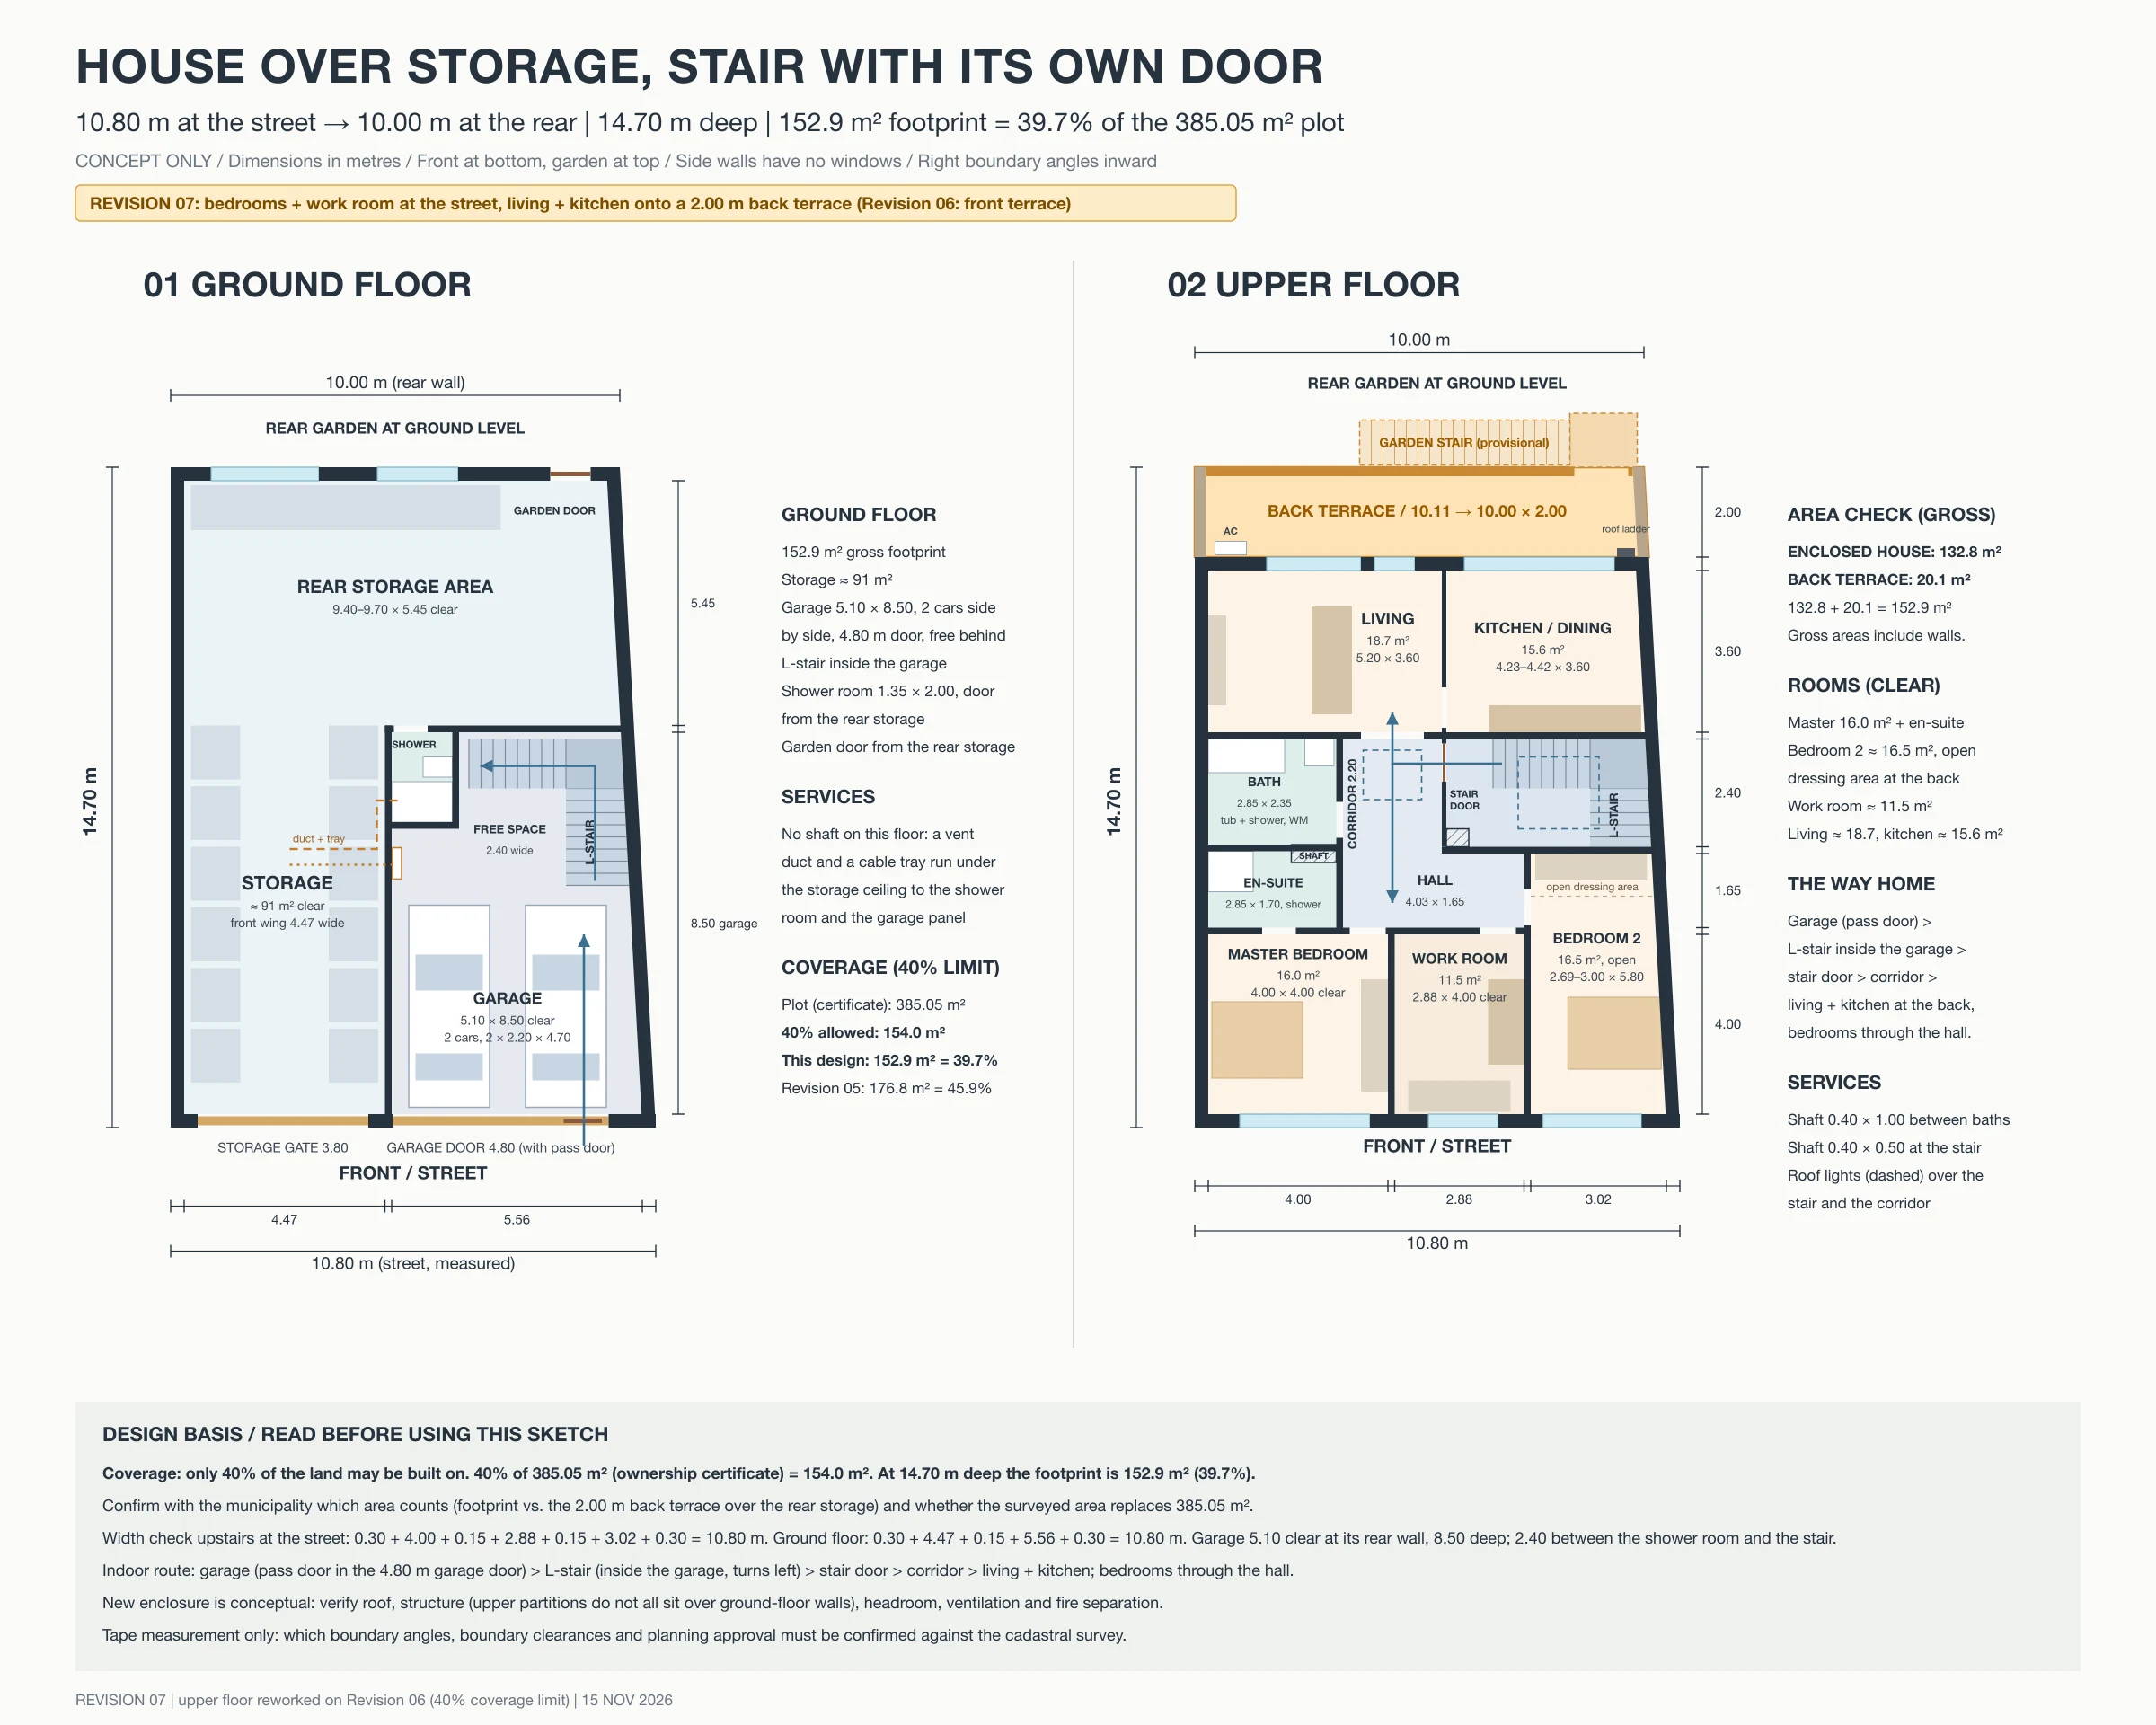 HOUSE OVER STORAGE, STAIR WITH ITS OWN DOOR
10.80 m at the street → 10.00 m at the rear | 14.70 m deep | 152.9 m² footprint = 39.7% of the 385.05 m² plot
CONCEPT ONLY / Dimensions in metres / Front at bottom, garden at top / Side walls have no windows / Right boundary angles inward
REVISION 07: bedrooms + work room at the street, living + kitchen onto a 2.00 m back terrace (Revision 06: front terrace)
01 GROUND FLOOR
10.00 m (rear wall)
REAR GARDEN AT GROUND LEVEL
GARDEN DOOR
REAR STORAGE AREA
9.40–9.70 × 5.45 clear
5.45
14.70 m
SHOWER
FREE SPACE
2.40 wide
L-STAIR
duct + tray
STORAGE
≈ 91 m² clear
front wing 4.47 wide
8.50 garage
GARAGE
5.10 × 8.50 clear
2 cars, 2 × 2.20 × 4.70
STORAGE GATE 3.80
GARAGE DOOR 4.80 (with pass door)
FRONT / STREET
4.47
5.56
10.80 m (street, measured)
GROUND FLOOR
152.9 m² gross footprint
Storage ≈ 91 m²
Garage 5.10 × 8.50, 2 cars side
by side, 4.80 m door, free behind
L-stair inside the garage
Shower room 1.35 × 2.00, door
from the rear storage
Garden door from the rear storage
SERVICES
No shaft on this floor: a vent
duct and a cable tray run under
the storage ceiling to the shower
room and the garage panel
COVERAGE (40% LIMIT)
Plot (certificate): 385.05 m²
40% allowed: 154.0 m²
This design: 152.9 m² = 39.7%
Revision 05: 176.8 m² = 45.9%
02 UPPER FLOOR
10.00 m
REAR GARDEN AT GROUND LEVEL
GARDEN STAIR (provisional)
BACK TERRACE / 10.11 → 10.00 × 2.00
AC
roof ladder
2.00
LIVING
18.7 m²
5.20 × 3.60
KITCHEN / DINING
15.6 m²
4.23–4.42 × 3.60
3.60
14.70 m
BATH
2.85 × 2.35
tub + shower, WM
CORRIDOR 2.20
STAIR
DOOR
L-STAIR
2.40
SHAFT
EN-SUITE
2.85 × 1.70, shower
HALL
4.03 × 1.65
open dressing area
1.65
MASTER BEDROOM
16.0 m²
4.00 × 4.00 clear
WORK ROOM
11.5 m²
2.88 × 4.00 clear
BEDROOM 2
16.5 m², open
2.69–3.00 × 5.80
4.00
FRONT / STREET
4.00
2.88
3.02
10.80 m
AREA CHECK (GROSS)
ENCLOSED HOUSE: 132.8 m²
BACK TERRACE: 20.1 m²
132.8 + 20.1 = 152.9 m²
Gross areas include walls.
ROOMS (CLEAR)
Master 16.0 m² + en-suite
Bedroom 2 ≈ 16.5 m², open
dressing area at the back
Work room ≈ 11.5 m²
Living ≈ 18.7, kitchen ≈ 15.6 m²
THE WAY HOME
Garage (pass door) >
L-stair inside the garage >
stair door > corridor >
living + kitchen at the back,
bedrooms through the hall.
SERVICES
Shaft 0.40 × 1.00 between baths
Shaft 0.40 × 0.50 at the stair
Roof lights (dashed) over the
stair and the corridor
DESIGN BASIS / READ BEFORE USING THIS SKETCH
Coverage: only 40% of the land may be built on. 40% of 385.05 m² (ownership certificate) = 154.0 m². At 14.70 m deep the footprint is 152.9 m² (39.7%).
Confirm with the municipality which area counts (footprint vs. the 2.00 m back terrace over the rear storage) and whether the surveyed area replaces 385.05 m².
Width check upstairs at the street: 0.30 + 4.00 + 0.15 + 2.88 + 0.15 + 3.02 + 0.30 = 10.80 m. Ground floor: 0.30 + 4.47 + 0.15 + 5.56 + 0.30 = 10.80 m. Garage 5.10 clear at its rear wall, 8.50 deep; 2.40 between the shower room and the stair.
Indoor route: garage (pass door in the 4.80 m garage door) > L-stair (inside the garage, turns left) > stair door > corridor > living + kitchen; bedrooms through the hall.
New enclosure is conceptual: verify roof, structure (upper partitions do not all sit over ground-floor walls), headroom, ventilation and fire separation.
Tape measurement only: which boundary angles, boundary clearances and planning approval must be confirmed against the cadastral survey.
REVISION 07 | upper floor reworked on Revision 06 (40% coverage limit) | 15 NOV 2026